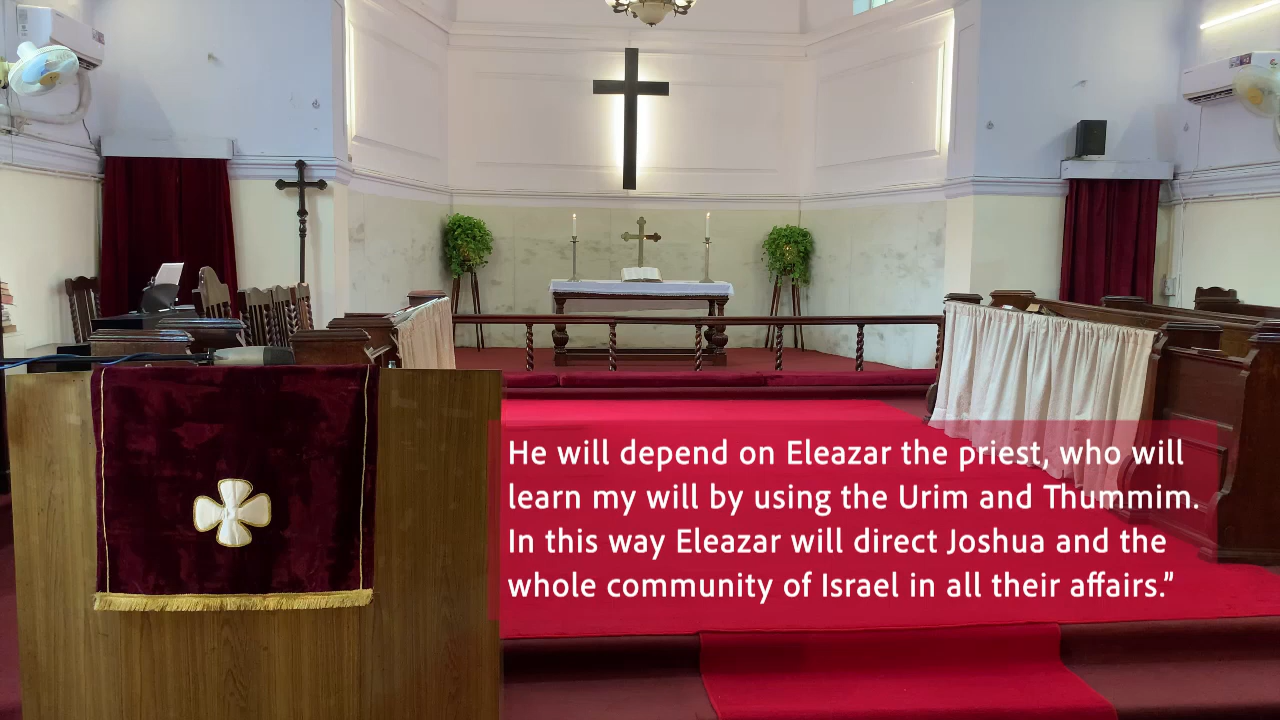 He will depend on Eleazar the priest, who will
learn my will by using the Urim and Thummim.
In this way Eleazar will direct Joshua and the
whole community of Israel in all their affairs.”